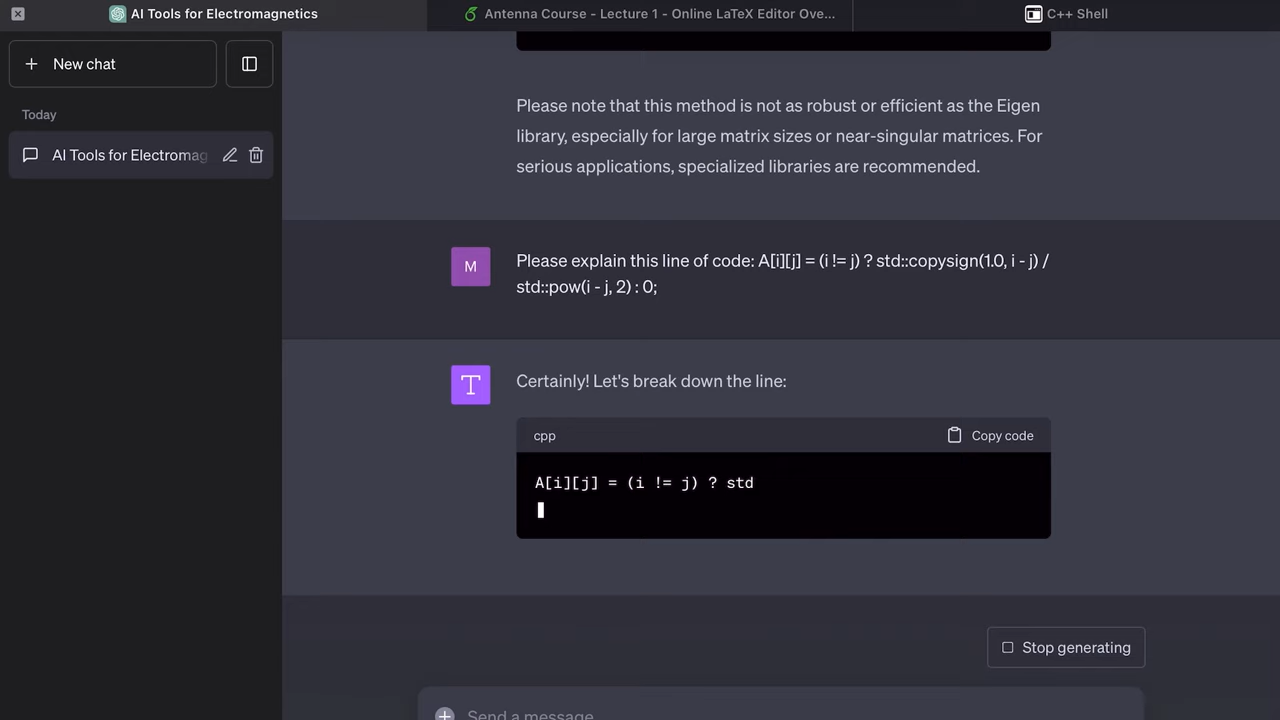 AI Tools for Electromagnetics
Antenna Course - Lecture 1 - Online LaTeX Editor Ove...
C++ Shell
New chat
Today
AI Tools for Electromag
Please note that this method is not as robust or efficient as the Eigen
library, especially for large matrix sizes or near-singular matrices. For
serious applications, specialized libraries are recommended.
M
Please explain this line of code: A[i][j] = (i != j) ? std::copysign(1.0, i - j) /
std::pow(i - j, 2) : 0;
T
Certainly! Let's break down the line:
cpp
Copy code
A[i][j] = (i != j) ? std
Stop generating
Send a message